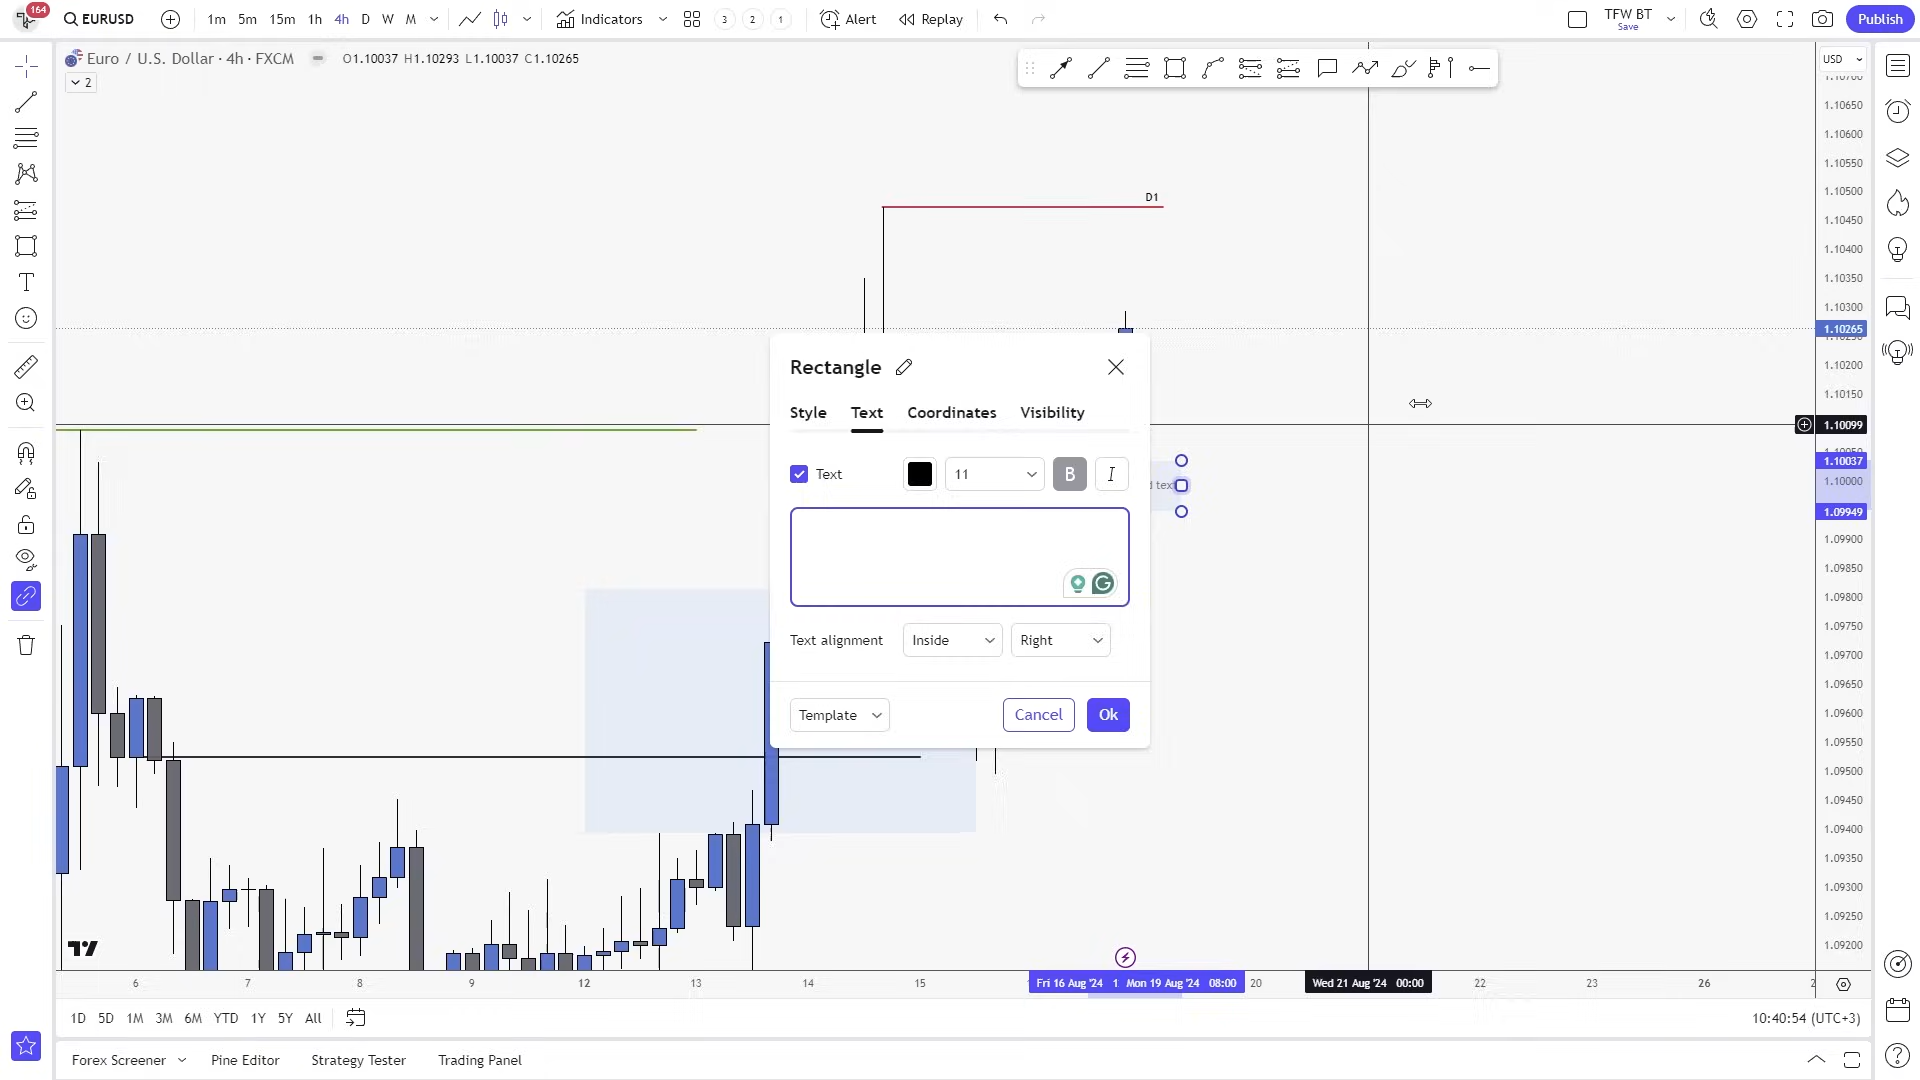 164
EURUSD
1m 5m 15m 1h 4h D W M
Indicators
3 2 1
Alert
Replay
TFW BT
Save
Publish
Euro / U.S. Dollar · 4h · FXCM
O1.10037 H1.10293 L1.10037 C1.10265
2
USD
1.10650
1.10600
1.10550
1.10500
1.10450
1.10400
1.10350
1.10300
1.10265
1.10200
1.10150
1.10099
1.10037
1.10000
1.09949
1.09900
1.09850
1.09800
1.09750
1.09700
1.09650
1.09600
1.09550
1.09500
1.09450
1.09400
1.09350
1.09300
1.09250
1.09200
D1
Rectangle
Style Text Coordinates Visibility
Text 11 B I
text
Text alignment Inside Right
Template Cancel Ok
6 7 8 9 12 13 14 15 Fri 16 Aug '24 1 Mon 19 Aug '24 08:00 20 Wed 21 Aug '24 00:00 22 23 26 2
1D 5D 1M 3M 6M YTD 1Y 5Y All
10:40:54 (UTC+3)
Forex Screener Pine Editor Strategy Tester Trading Panel